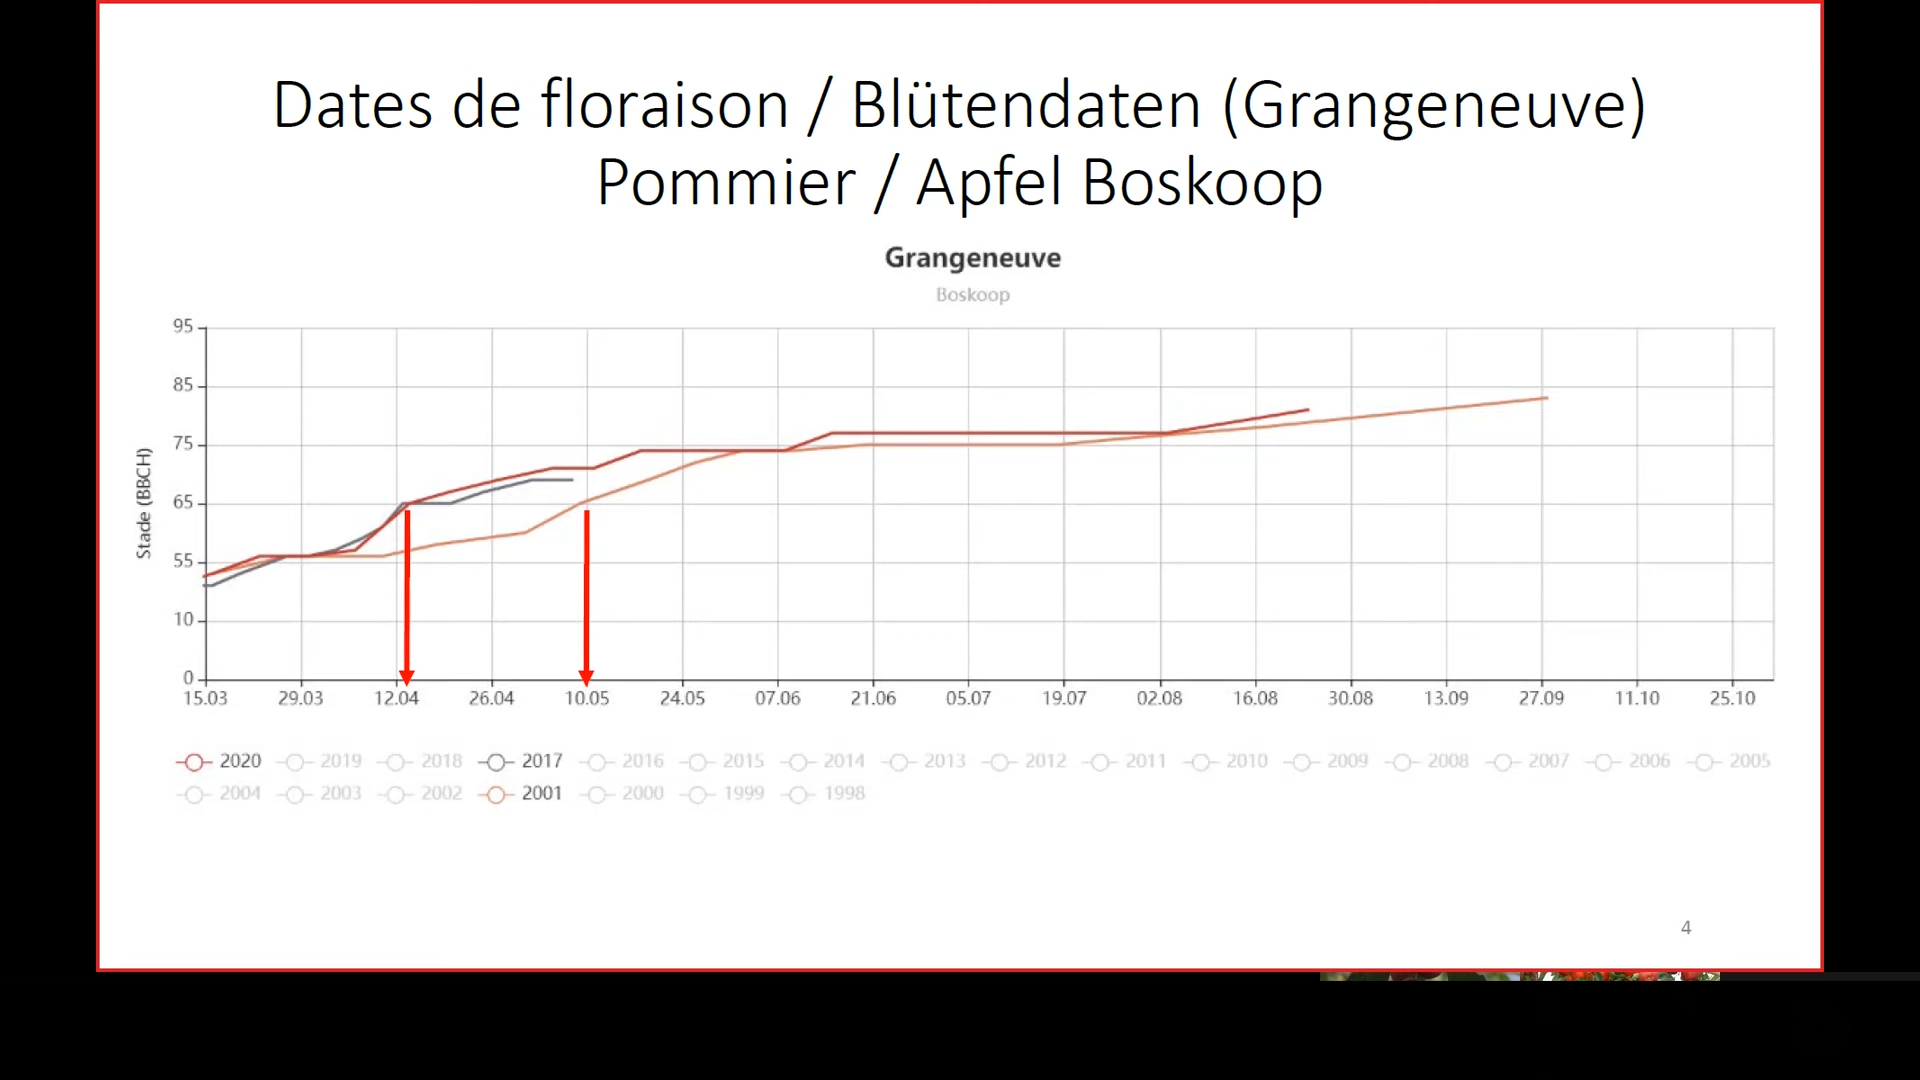 Dates de floraison / Blütendaten (Grangeneuve)
Pommier / Apfel Boskoop
Grangeneuve
Boskoop
Stade (BBCH)
95
85
75
65
55
10
0
15.03 29.03 12.04 26.04 10.05 24.05 07.06 21.06 05.07 19.07 02.08 16.08 30.08 13.09 27.09 11.10 25.10
2020 2019 2018 2017 2016 2015 2014 2013 2012 2011 2010 2009 2008 2007 2006 2005
2004 2003 2002 2001 2000 1999 1998
4